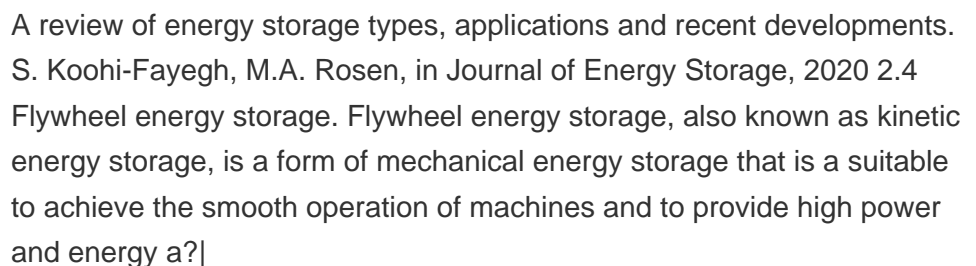 A review of energy storage types, applications and recent developments.
S. Koohi-Fayegh, M.A. Rosen, in Journal of Energy Storage, 2020 2.4
Flywheel energy storage. Flywheel energy storage, also known as kinetic
energy storage, is a form of mechanical energy storage that is a suitable
to achieve the smooth operation of machines and to provide high power
and energy a?|